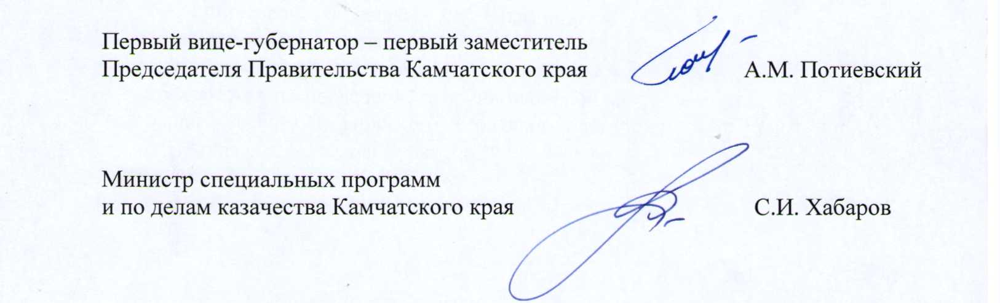 Первый вице-губернатор – первый заместитель
Председателя Правительства Камчатского края А.М. Потиевский
Министр специальных программ
и по делам казачества Камчатского края С.И. Хабаров